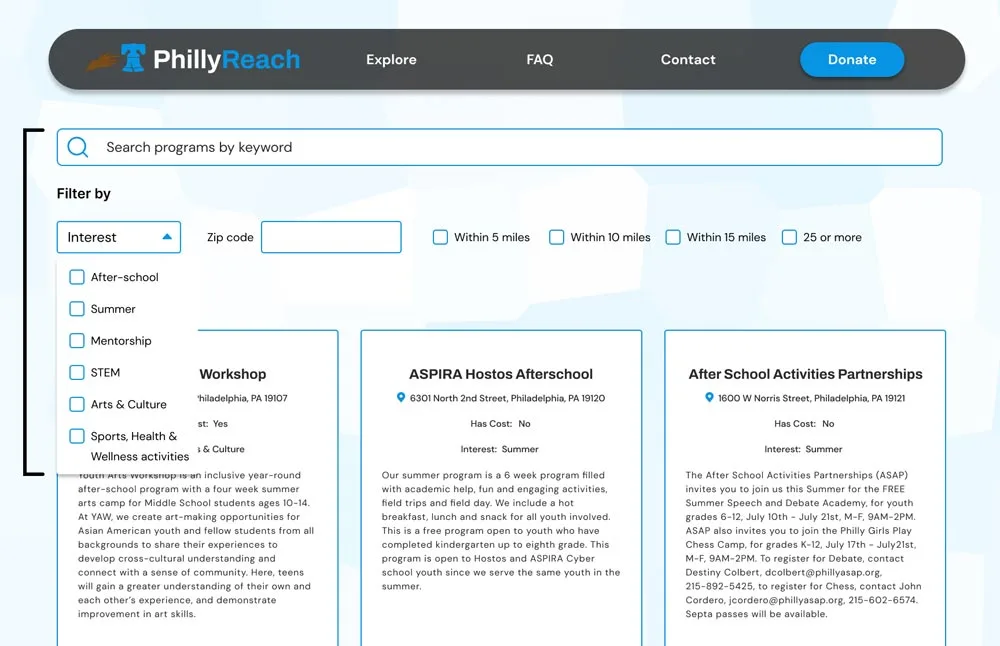 PhillyReach
Explore
FAQ
Contact
Donate
Search programs by keyword
Filter by
Interest
Zip code
Within 5 miles
Within 10 miles
Within 15 miles
25 or more
After-school
Summer
Mentorship
STEM
Arts & Culture
Sports, Health &
Wellness activities
Workshop
Philadelphia, PA 19107
Yes
& Culture
Youth Arts Workshop is an inclusive year-round
after-school program with a four week summer
arts camp for Middle School students ages 10-14.
At YAW, we create art-making opportunities for
Asian American youth and fellow students from all
backgrounds to share their experiences to
develop cross-cultural understanding and
connect with a sense of community. Here, teens
will gain a greater understanding of their own and
each other's experience, and demonstrate
improvement in art skills.
ASPIRA Hostos Afterschool
6301 North 2nd Street, Philadelphia, PA 19120
Has Cost: No
Interest: Summer
Our summer program is a 6 week program filled
with academic help, fun and engaging activities,
field trips and field day. We include a hot
breakfast, lunch and snack for all youth involved.
This is a free program open to youth who have
completed kindergarten up to eighth grade. This
program is open to Hostos and ASPIRA Cyber
school youth since we serve the same youth in the
summer.
After School Activities Partnerships
1600 W Norris Street, Philadelphia, PA 19121
Has Cost: No
Interest: Summer
The After School Activities Partnerships (ASAP)
invites you to join us this Summer for the FREE
Summer Speech and Debate Academy, for youth
grades 6-12, July 10th - July 21st, M-F, 9AM-2PM.
ASAP also invites you to join the Philly Girls Play
Chess Camp, for grades K-12, July 17th - July21st,
M-F, 9AM-2PM. To register for Debate, contact
Destiny Colbert, dcolbert@phillyasap.org,
215-892-5425, to register for Chess, contact John
Cordero, jcordero@phillyasap.org, 215-602-6574.
Septa passes will be available.